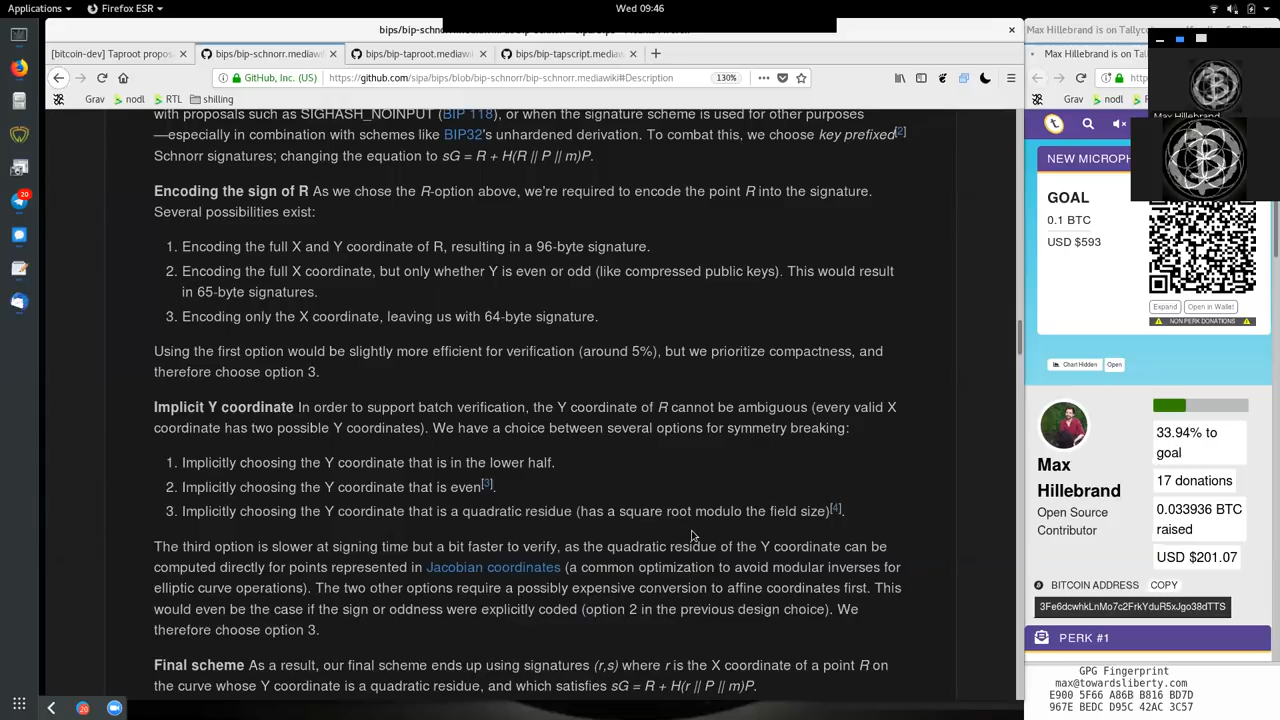 Applications
Firefox ESR
Wed 09:46
Max Hillebrand is on Tallyco
[bitcoin-dev] Taproot propos
bips/bip-schnorr.mediawi
bips/bip-taproot.mediawi
bips/bip-tapscript.mediaw
Max Hillebrand is on Ta
GitHub, Inc. (US)
https://github.com/sipa/bips/blob/bip-schnorr/bip-schnorr.mediawiki#Description
130%
Grav
nodl
RTL
shilling
Grav
nodl
with proposals such as SIGHASH_NOINPUT (BIP 118), or when the signature scheme is used for other purposes
—especially in combination with schemes like BIP32's unhardened derivation. To combat this, we choose key prefixed[2]
Schnorr signatures; changing the equation to sG = R + H(R || P || m)P.
Encoding the sign of R As we chose the R-option above, we're required to encode the point R into the signature.
Several possibilities exist:
1. Encoding the full X and Y coordinate of R, resulting in a 96-byte signature.
2. Encoding the full X coordinate, but only whether Y is even or odd (like compressed public keys). This would result
in 65-byte signatures.
3. Encoding only the X coordinate, leaving us with 64-byte signature.
Using the first option would be slightly more efficient for verification (around 5%), but we prioritize compactness, and
therefore choose option 3.
Implicit Y coordinate In order to support batch verification, the Y coordinate of R cannot be ambiguous (every valid X
coordinate has two possible Y coordinates). We have a choice between several options for symmetry breaking:
1. Implicitly choosing the Y coordinate that is in the lower half.
2. Implicitly choosing the Y coordinate that is even[3].
3. Implicitly choosing the Y coordinate that is a quadratic residue (has a square root modulo the field size)[4].
The third option is slower at signing time but a bit faster to verify, as the quadratic residue of the Y coordinate can be
computed directly for points represented in Jacobian coordinates (a common optimization to avoid modular inverses for
elliptic curve operations). The two other options require a possibly expensive conversion to affine coordinates first. This
would even be the case if the sign or oddness were explicitly coded (option 2 in the previous design choice). We
therefore choose option 3.
Final scheme As a result, our final scheme ends up using signatures (r,s) where r is the X coordinate of a point R on
the curve whose Y coordinate is a quadratic residue, and which satisfies sG = R + H(r || P || m)P.
20
20
NEW MICROPH
GOAL
0.1 BTC
USD $593
Expand
Open in Wallet
NON PERK DONATIONS
Chart Hidden
Open
33.94% to
goal
Max
Hillebrand
Open Source
Contributor
17 donations
0.033936 BTC
raised
USD $201.07
BITCOIN ADDRESS
COPY
3Fe6dcwhkLnMo7c2FrkYduR5xJgo38dTTS
PERK #1
GPG Fingerprint
max@towardsliberty.com
E900 5F66 A86B B816 BD7D
967E BEDC D95C 42AC 3C57